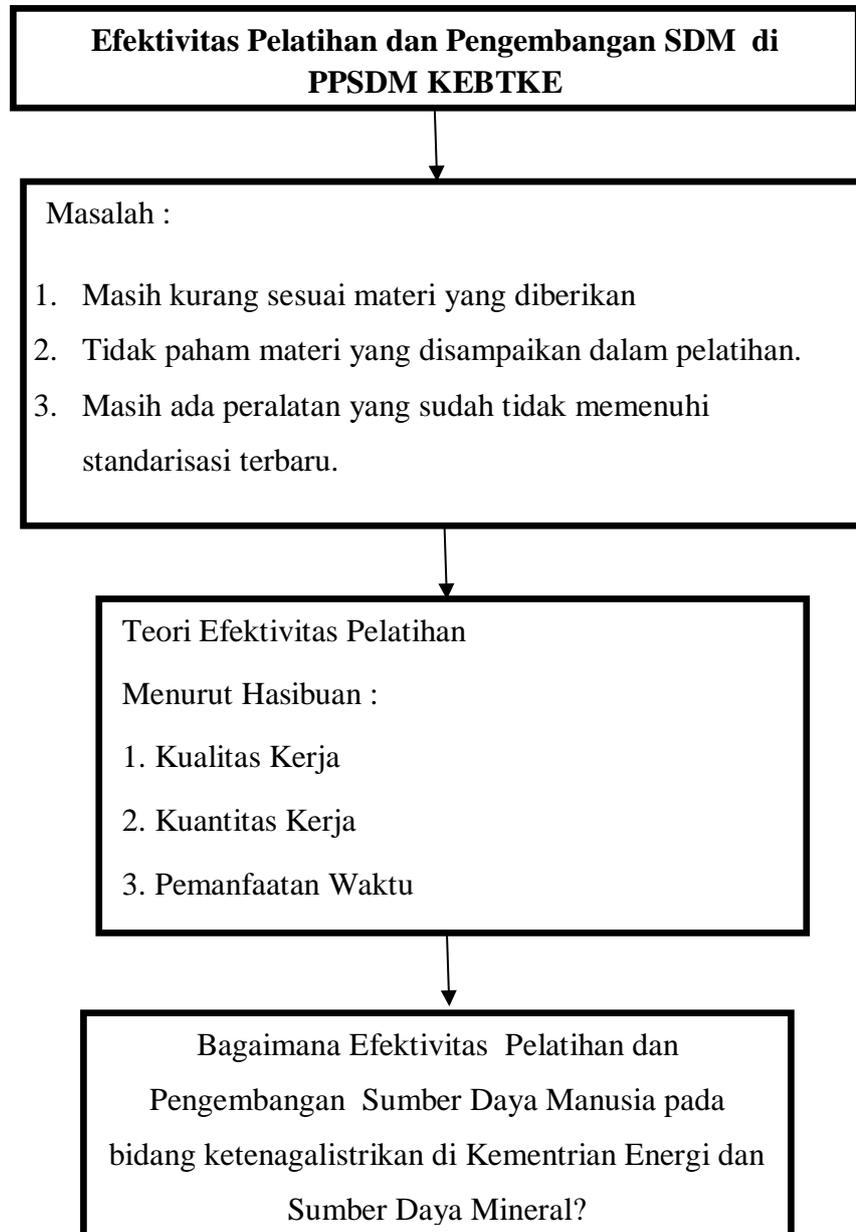 Efektivitas Pelatihan dan Pengembangan SDM di
PPSDM KEBTKE
Masalah :
1. Masih kurang sesuai materi yang diberikan
2. Tidak paham materi yang disampaikan dalam pelatihan.
3. Masih ada peralatan yang sudah tidak memenuhi
standarisasi terbaru.
Teori Efektivitas Pelatihan
Menurut Hasibuan :
1. Kualitas Kerja
2. Kuantitas Kerja
3. Pemanfaatan Waktu
Bagaimana Efektivitas Pelatihan dan
Pengembangan Sumber Daya Manusia pada
bidang ketenagalistrikan di Kementrian Energi dan
Sumber Daya Mineral?